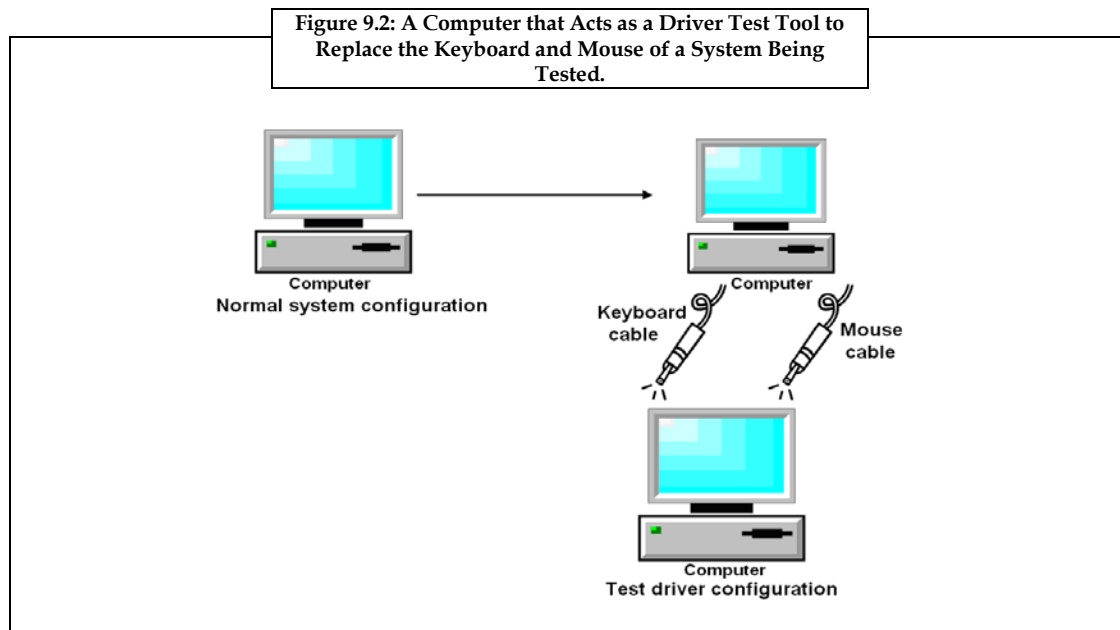 Figure 9.2: A Computer that Acts as a Driver Test Tool to
Replace the Keyboard and Mouse of a System Being
Tested.
Computer
Normal system configuration
Computer
Keyboard
cable
Mouse
cable
Computer
Test driver configuration